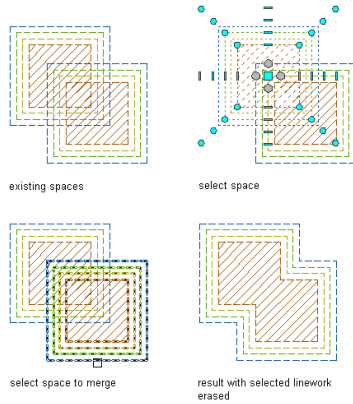 existing spaces
select space
select space to merge
result with selected linework
erased